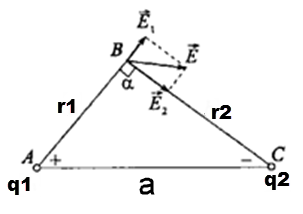 E⃗₁
B
E⃗
α
E⃗₂
r1
r2
A + − C
q1 a q2